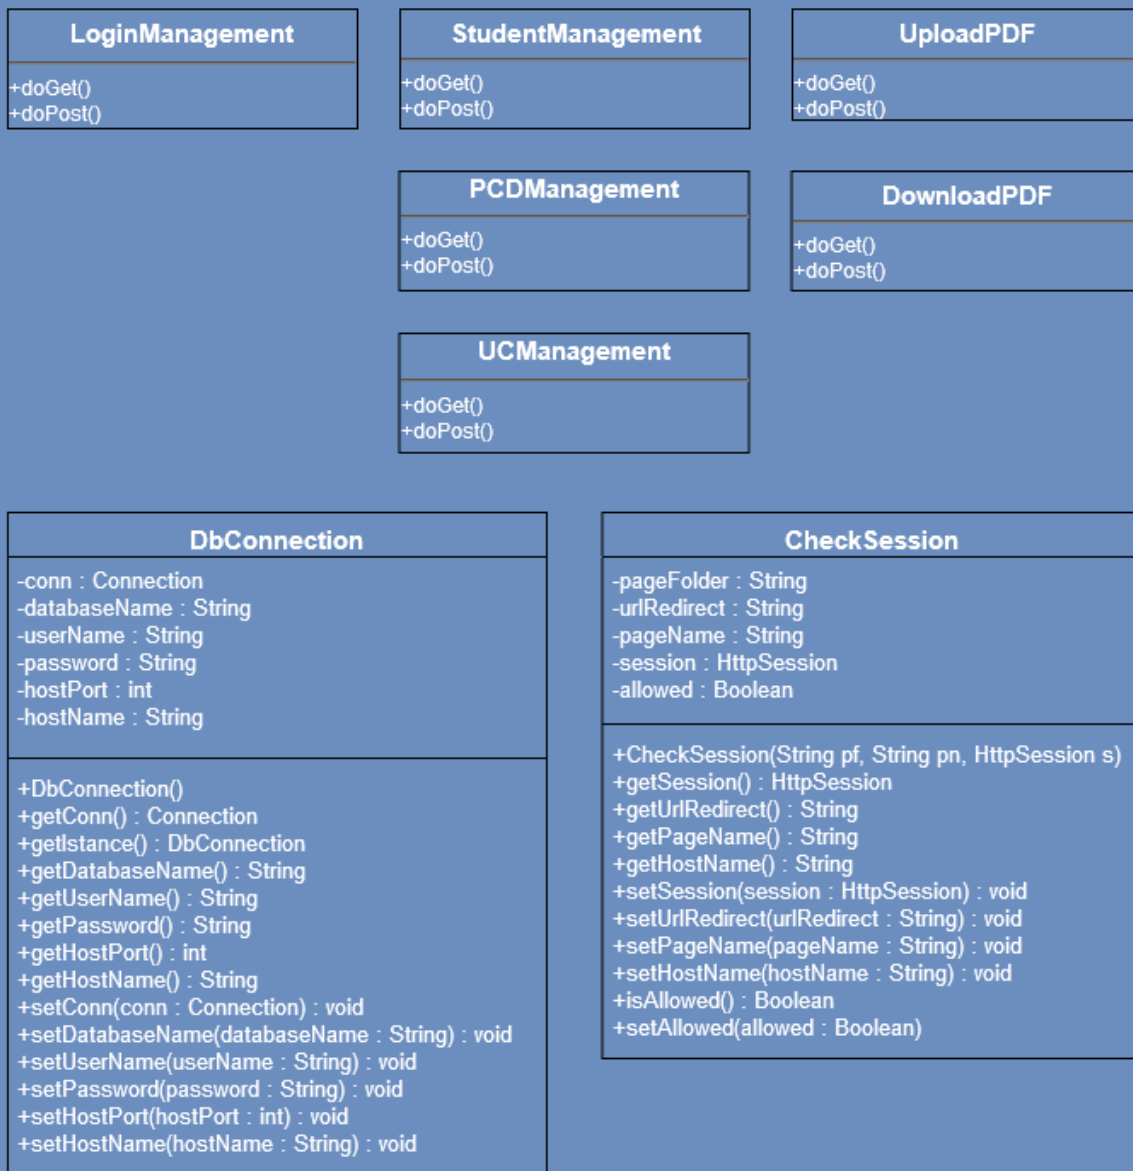 LoginManagement
+doGet()
+doPost()
StudentManagement
+doGet()
+doPost()
UploadPDF
+doGet()
+doPost()
PCDManagement
+doGet()
+doPost()
DownloadPDF
+doGet()
+doPost()
UCManagement
+doGet()
+doPost()
DbConnection
-conn : Connection
-databaseName : String
-userName : String
-password : String
-hostPort : int
-hostName : String
+DbConnection()
+getConn() : Connection
+getIstance() : DbConnection
+getDatabaseName() : String
+getUserName() : String
+getPassword() : String
+getHostPort() : int
+getHostName() : String
+setConn(conn : Connection) : void
+setDatabaseName(databaseName : String) : void
+setUserName(userName : String) : void
+setPassword(password : String) : void
+setHostPort(hostPort : int) : void
+setHostName(hostName : String) : void
CheckSession
-pageFolder : String
-urlRedirect : String
-pageName : String
-session : HttpSession
-allowed : Boolean
+CheckSession(String pf, String pn, HttpSession s)
+getSession() : HttpSession
+getUrlRedirect() : String
+getPageName() : String
+getHostName() : String
+setSession(session : HttpSession) : void
+setUrlRedirect(urlRedirect : String) : void
+setPageName(pageName : String) : void
+setHostName(hostName : String) : void
+isAllowed() : Boolean
+setAllowed(allowed : Boolean)